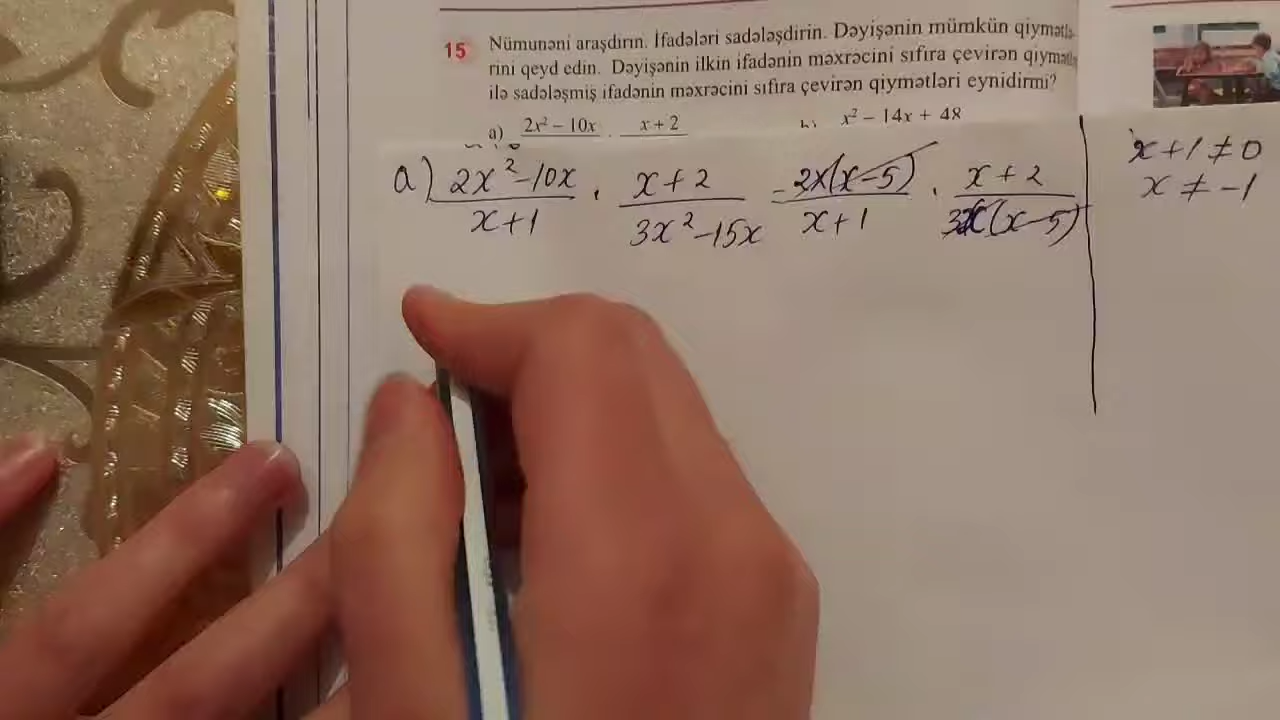 15 Nümunəni araşdırın. İfadələri sadələşdirin. Dəyişənin mümkün qiymətlə-
rini qeyd edin. Dəyişənin ilkin ifadənin məxrəcini sıfıra çevirən
ilə sadələşmiş ifadənin məxrəcini sıfıra çevirən qiymətləri eynidirmi?
a) 2x² – 10x x + 2 x² – 14x + 48
a) 2x²-10x · x+2 = 2x(x-5) · x+2
x+1 3x²-15x x+1 3x(x-5)
x+1≠0
x ≠ -1